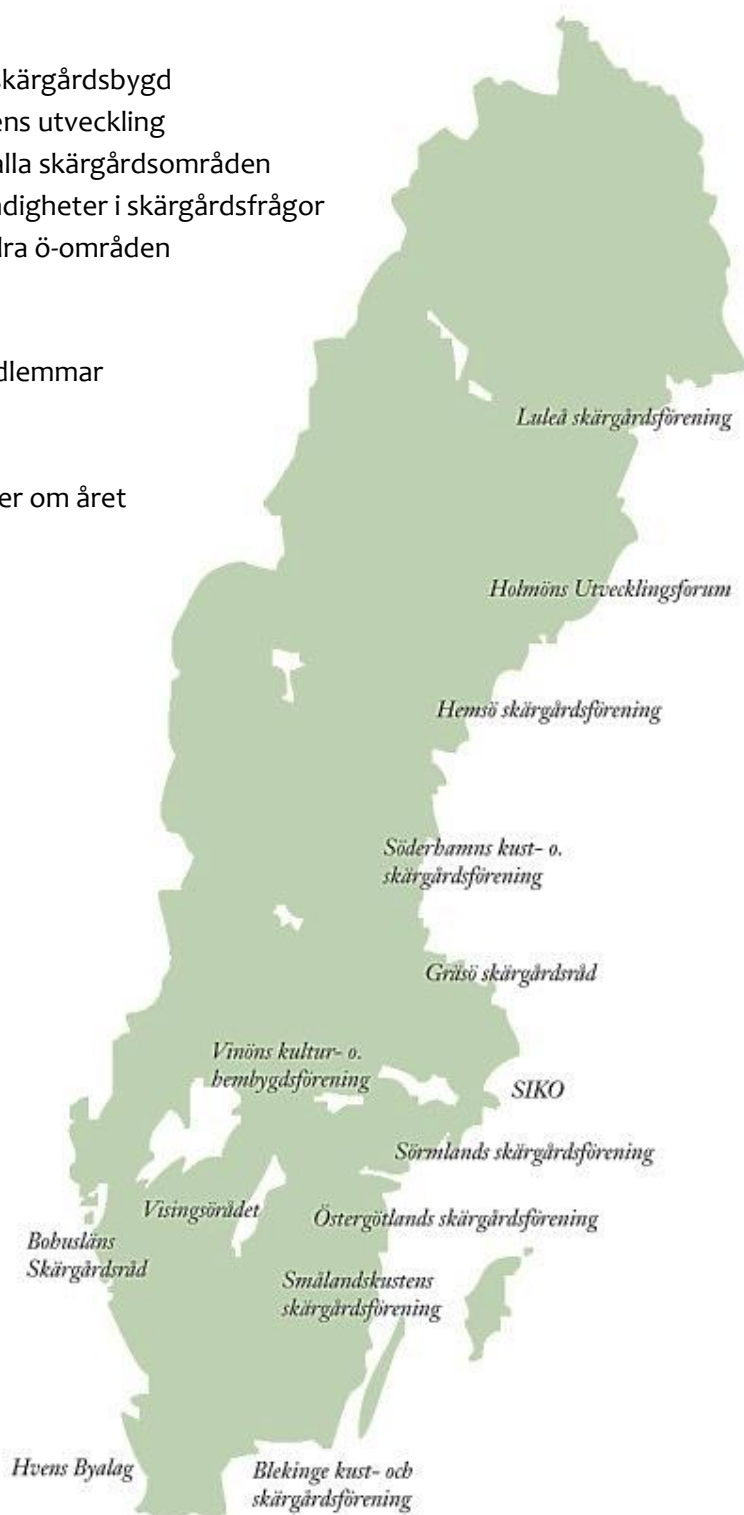 skärgårdsbygd
ens utveckling
alla skärgårdsområden
ndigheter i skärgårdsfrågor
dra ö-områden
dlemmar
er om året
Luleå skärgårdsförening
Holmöns Utvecklingsforum
Hemsö skärgårdsförening
Söderhamns kust- o.
skärgårdsförening
Gräsö skärgårdsråd
Vinöns kultur- o.
hembygdsförening
SIKO
Sörmlands skärgårdsförening
Visingsörådet
Östergötlands skärgårdsförening
Bohusläns
Skärgårdsråd
Smålandskustens
skärgårdsförening
Hvens Byalag
Blekinge kust- och
skärgårdsförening